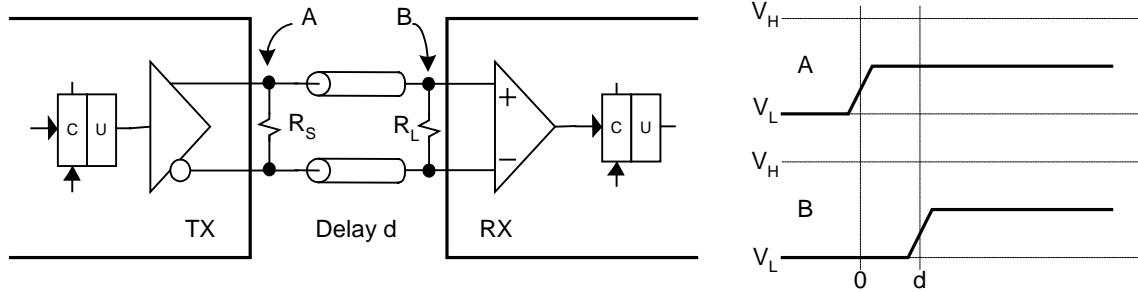 A
B
C U
R_S
R_L
+
−
C U
TX
Delay d
RX
V_H
A
V_L
V_H
B
V_L
0
d